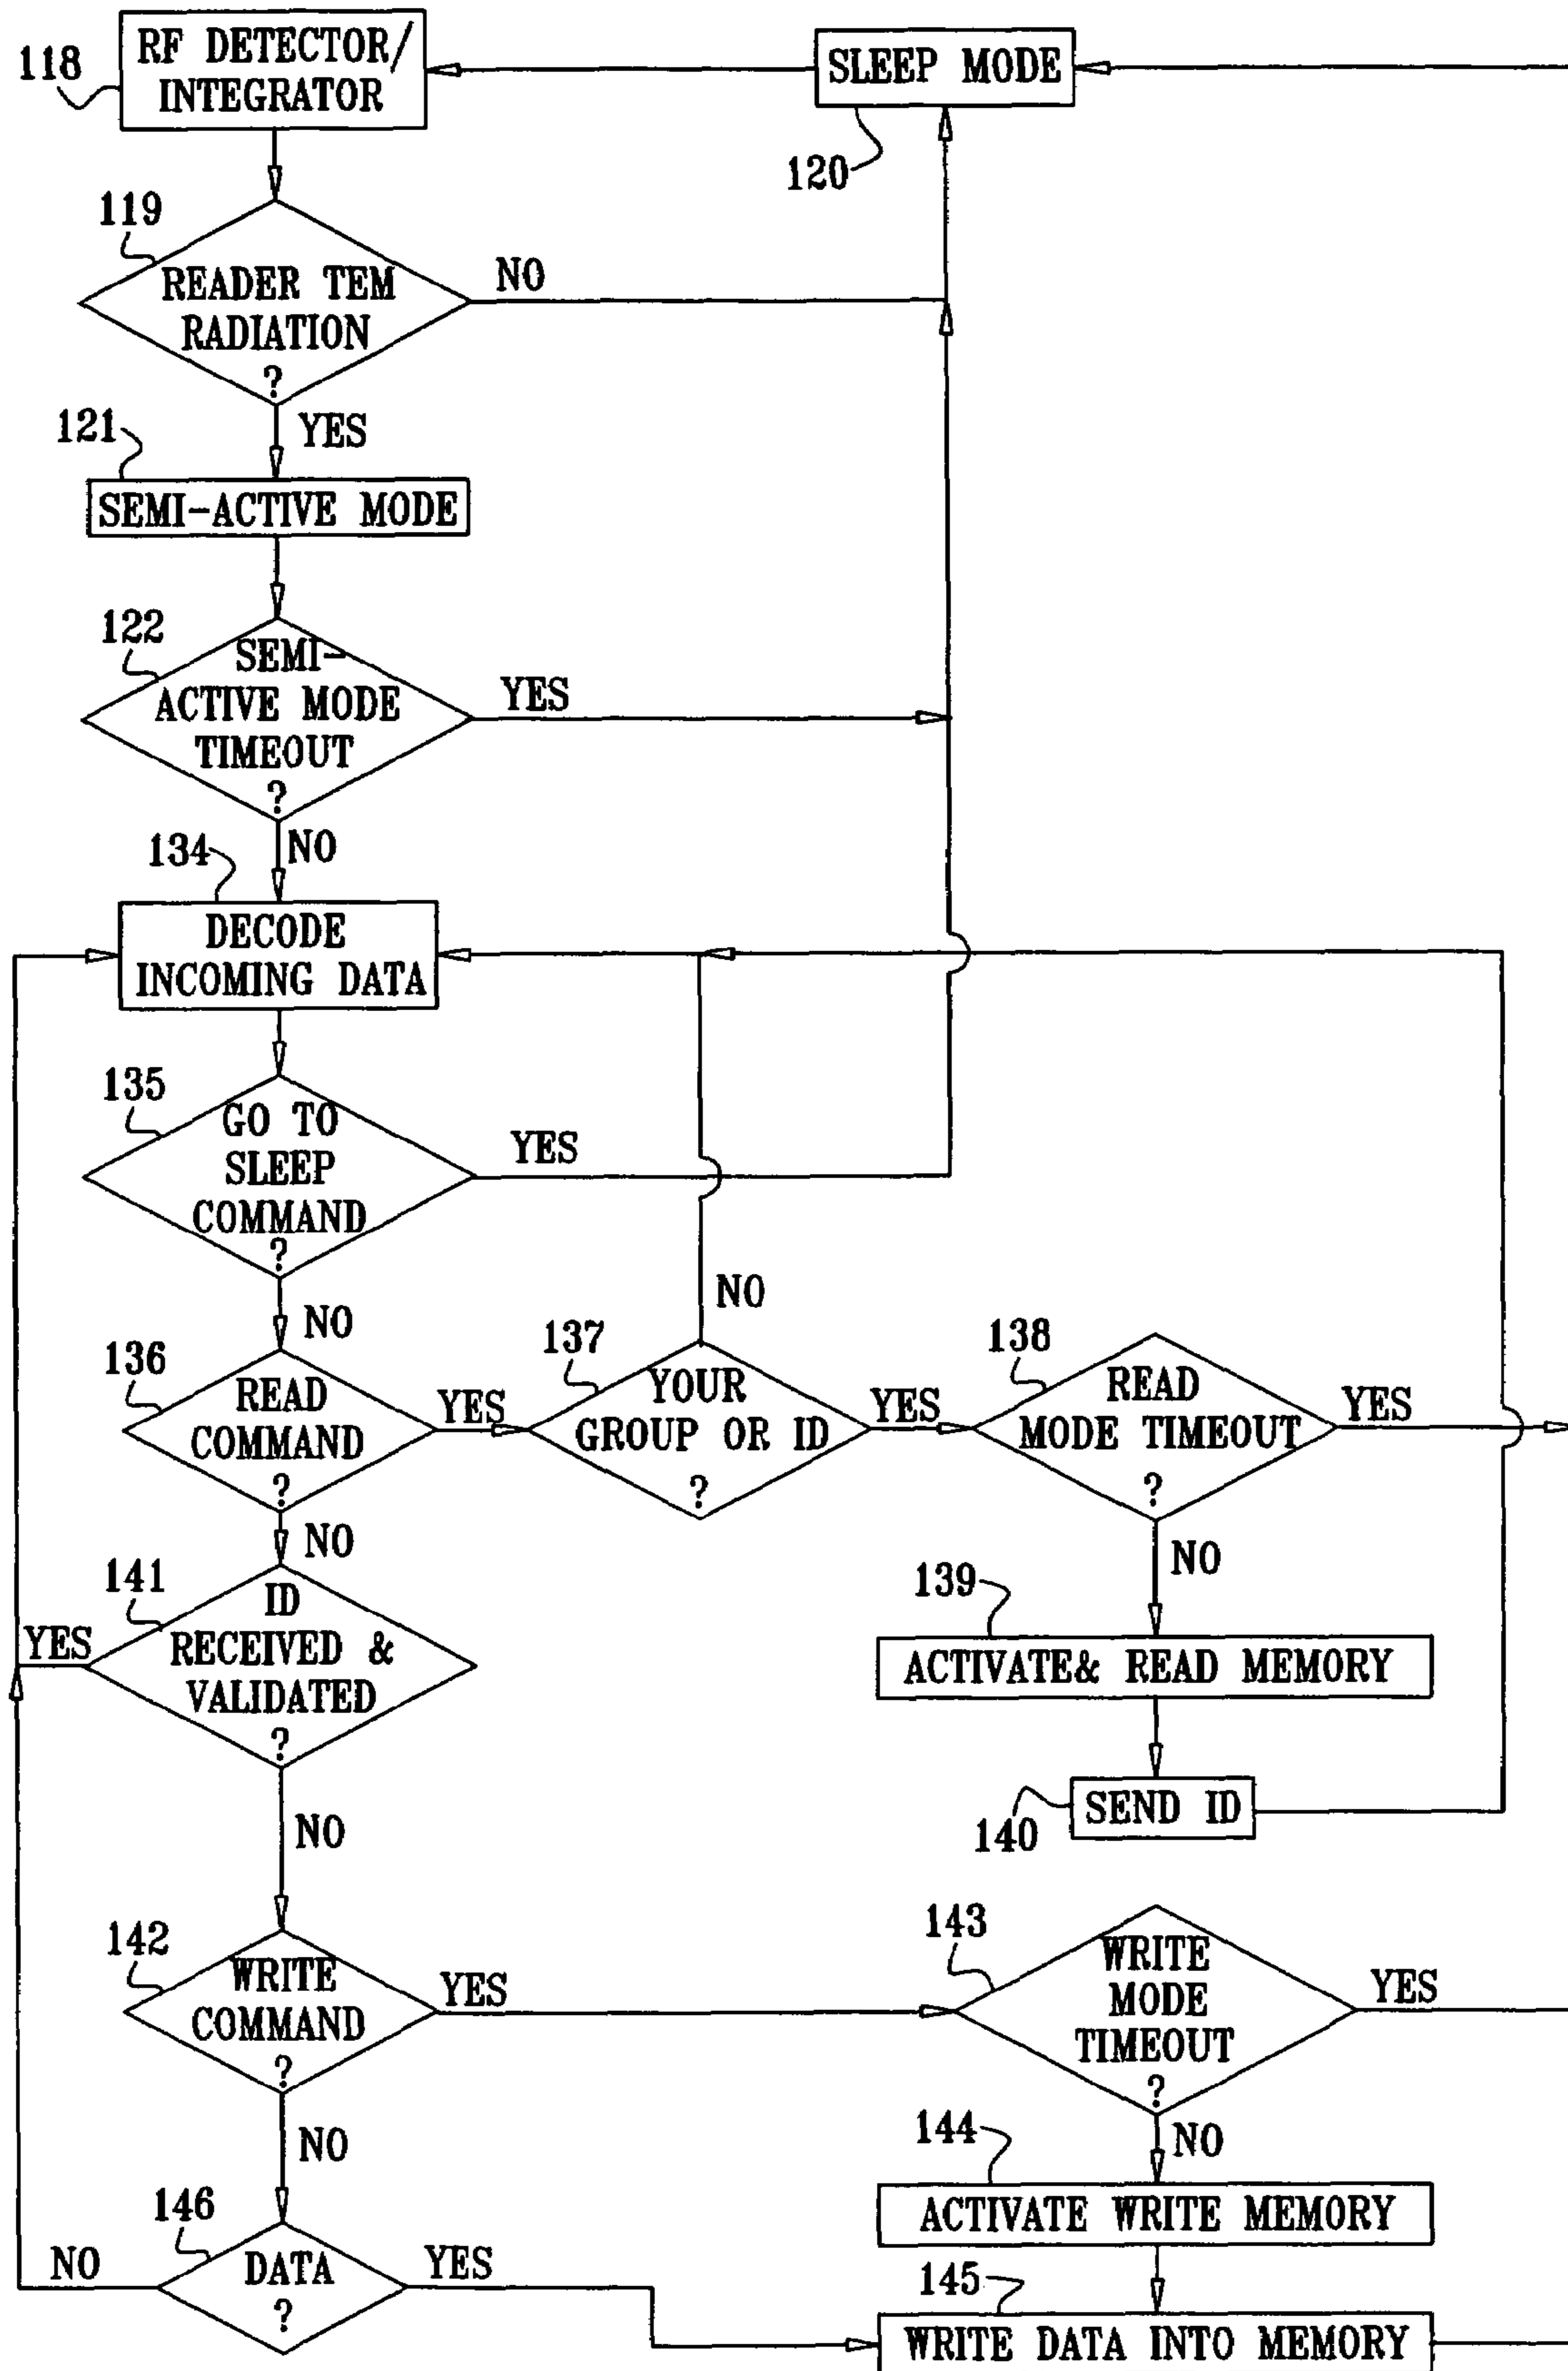 118
RF DETECTOR/
INTEGRATOR
SLEEP MODE
120
119
READER TEM
RADIATION
?
NO
YES
121
SEMI-ACTIVE MODE
122
SEMI-
ACTIVE MODE
TIMEOUT
?
YES
NO
134
DECODE
INCOMING DATA
135
GO TO
SLEEP
COMMAND
?
YES
NO
136
READ
COMMAND
?
YES
NO
137
YOUR
GROUP OR ID
?
NO
YES
138
READ
MODE TIMEOUT
?
YES
NO
139
ACTIVATE& READ MEMORY
140
SEND ID
141
ID
RECEIVED &
VALIDATED
?
YES
NO
142
WRITE
COMMAND
?
YES
NO
143
WRITE
MODE
TIMEOUT
?
YES
NO
144
ACTIVATE WRITE MEMORY
145
WRITE DATA INTO MEMORY
146
DATA
?
NO
YES